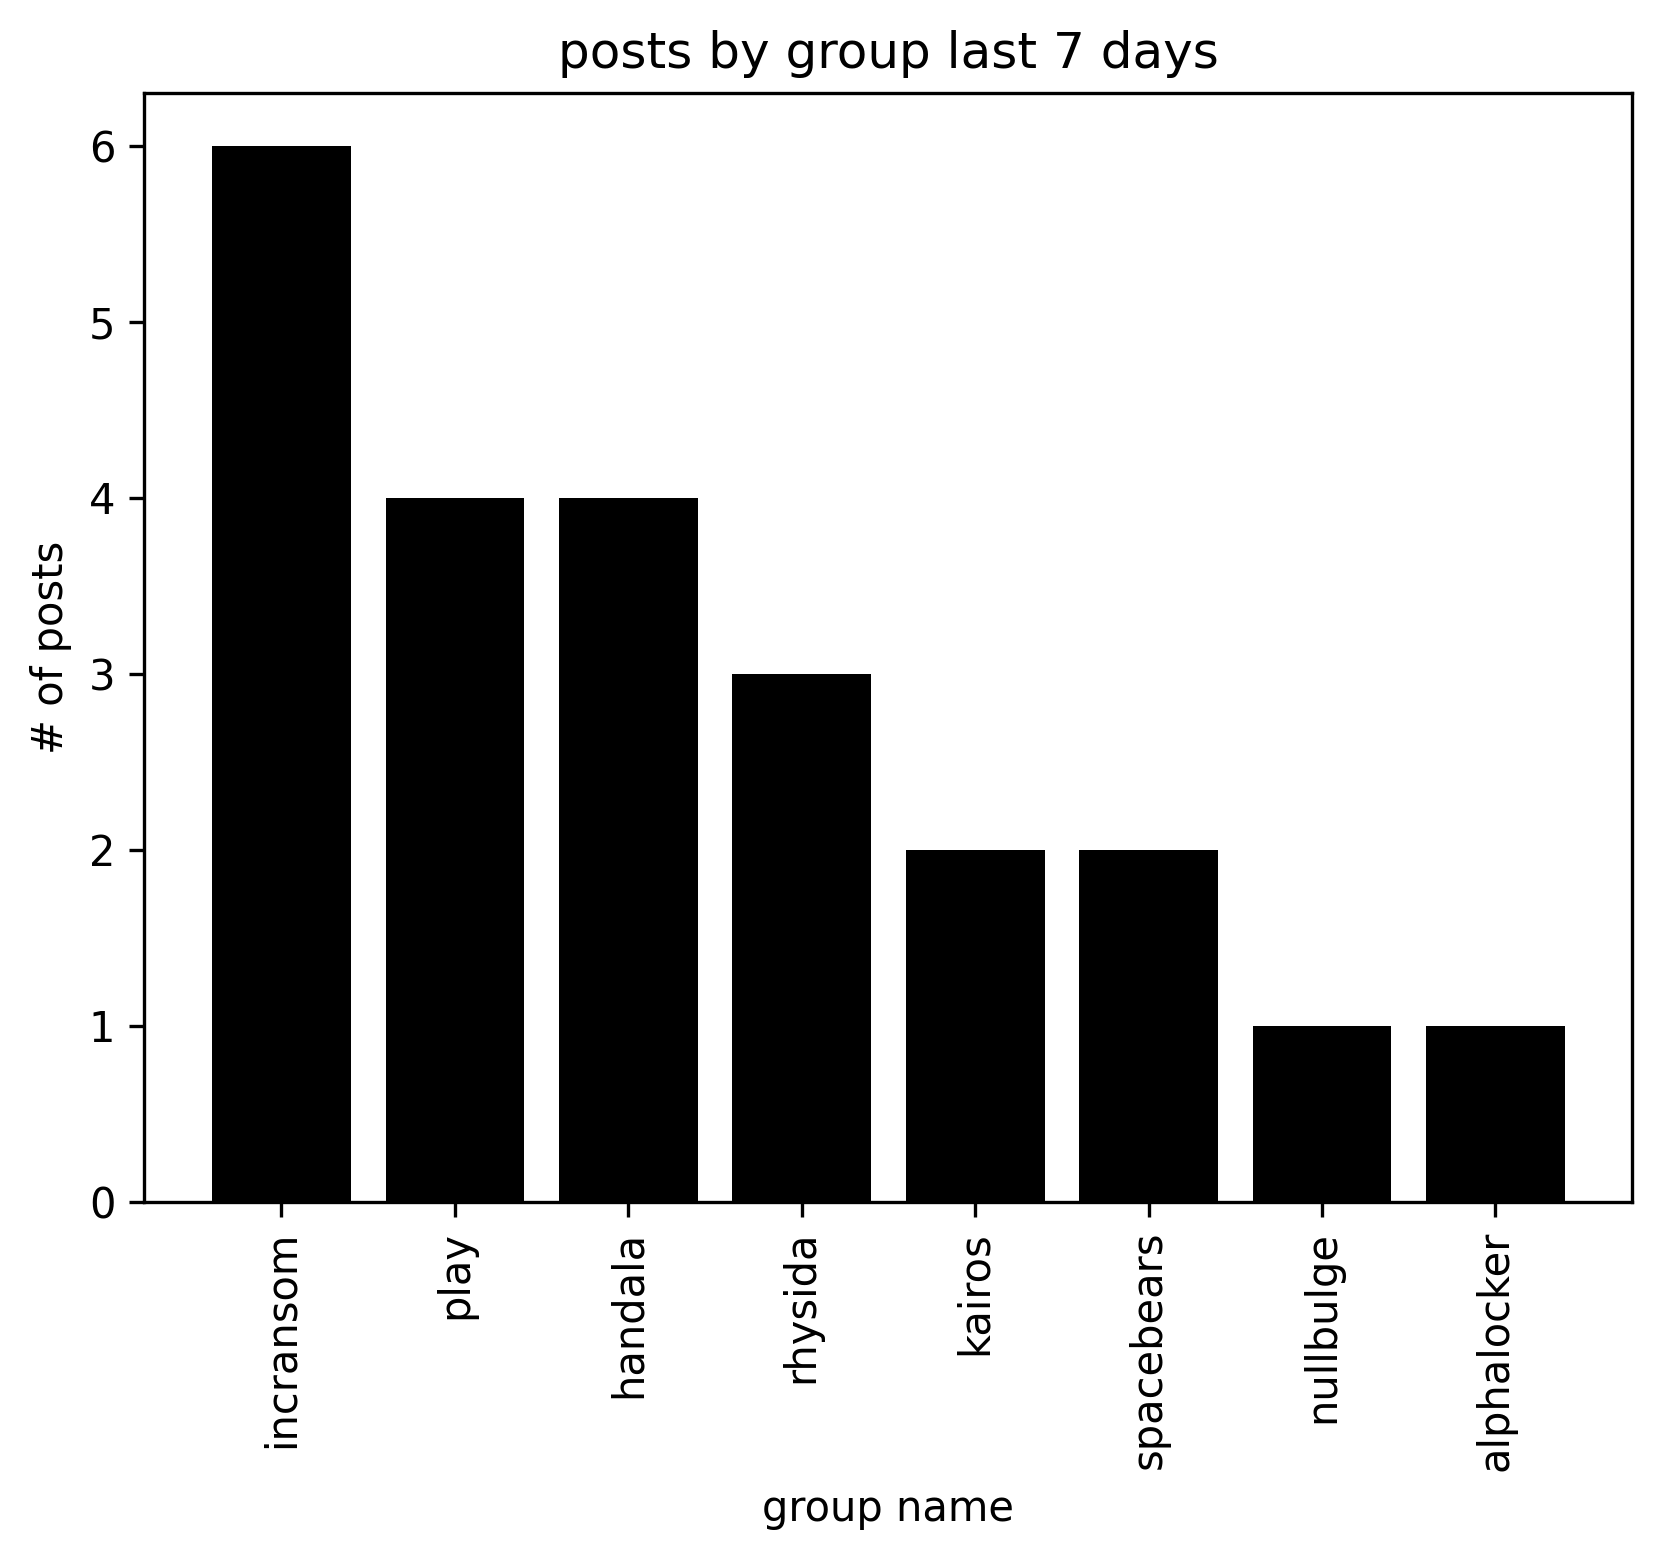 posts by group last 7 days
# of posts
6
5
4
3
2
1
0
incransom
play
handala
rhysida
kairos
spacebears
nullbulge
alphalocker
group name